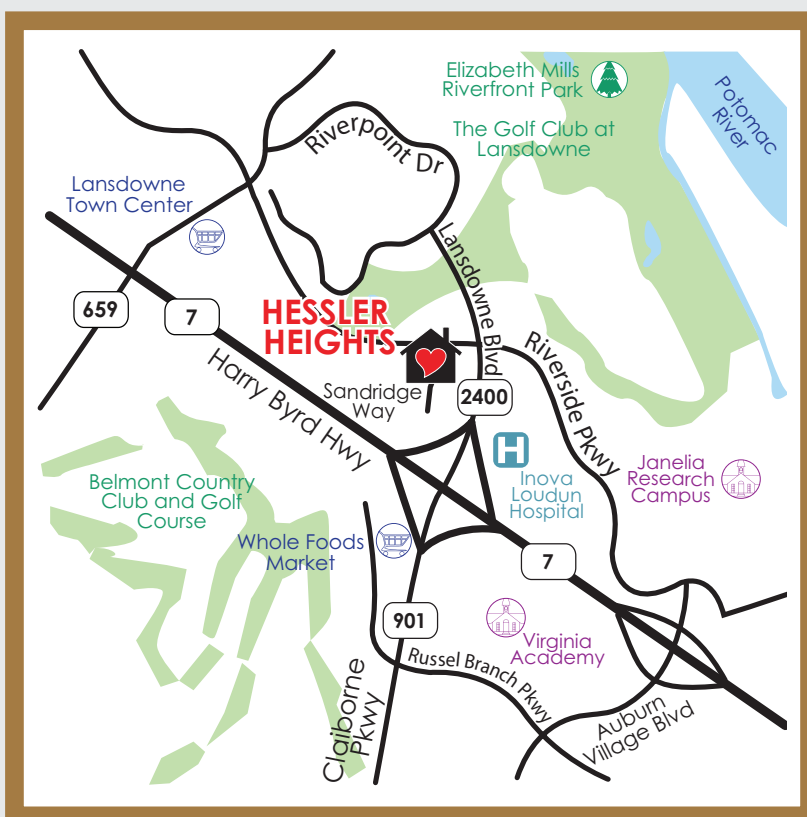 Elizabeth Mills
Riverfront Park
The Golf Club at
Lansdowne
Potomac
River
Riverpoint Dr
Lansdowne
Town Center
Lansdowne Blvd
659
7
HESSLER
HEIGHTS
Harry Byrd Hwy
Sandridge
Way
2400
Riverside Pkwy
H
Inova
Loudun
Hospital
Janelia
Research
Campus
Belmont Country
Club and Golf
Course
Whole Foods
Market
7
901
Virginia
Academy
Russel Branch Pkwy
Claiborne
Pkwy
Auburn
Village Blvd